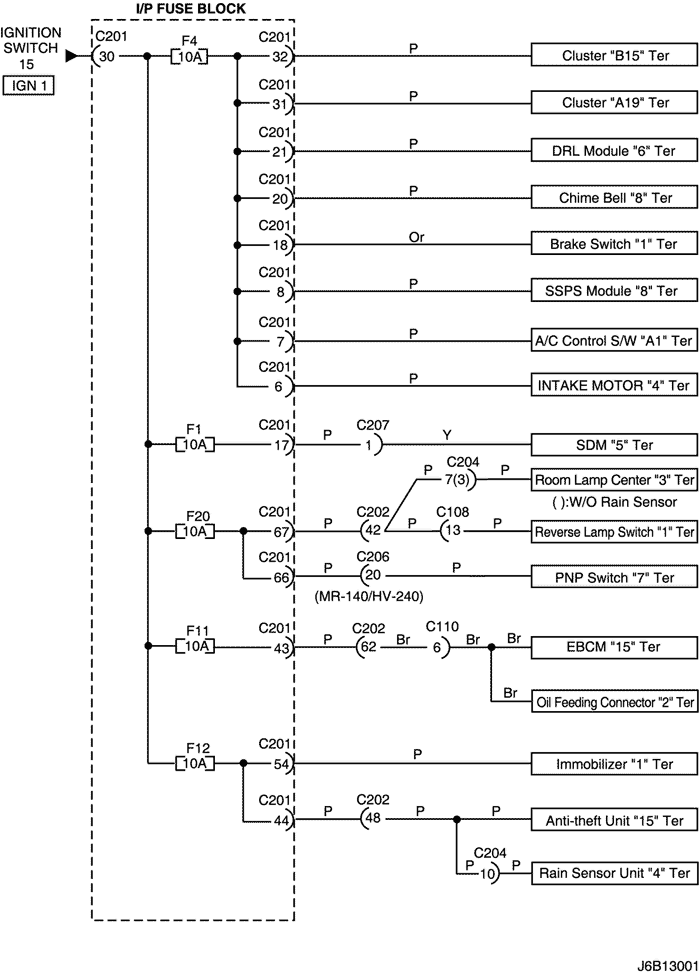 I/P FUSE BLOCK
IGNITION
SWITCH
15
IGN 1
C201
30
F4
10A
C201
32
P
Cluster "B15" Ter
C201
31
P
Cluster "A19" Ter
C201
21
P
DRL Module "6" Ter
C201
20
P
Chime Bell "8" Ter
C201
18
Or
Brake Switch "1" Ter
C201
8
P
SSPS Module "8" Ter
C201
7
P
A/C Control S/W "A1" Ter
C201
6
P
INTAKE MOTOR "4" Ter
F1
10A
C201
17
P
C207
1
Y
SDM "5" Ter
P
C204
7(3)
P
Room Lamp Center "3" Ter
( ):W/O Rain Sensor
F20
10A
C201
67
P
C202
42
P
C108
13
P
Reverse Lamp Switch "1" Ter
C201
66
P
C206
20
P
PNP Switch "7" Ter
(MR-140/HV-240)
F11
10A
C201
43
P
C202
62
Br
C110
6
Br
Br
EBCM "15" Ter
Br
Oil Feeding Connector "2" Ter
F12
10A
C201
54
P
Immobilizer "1" Ter
C201
44
P
C202
48
P
P
Anti-theft Unit "15" Ter
P
C204
10
P
Rain Sensor Unit "4" Ter
J6B13001